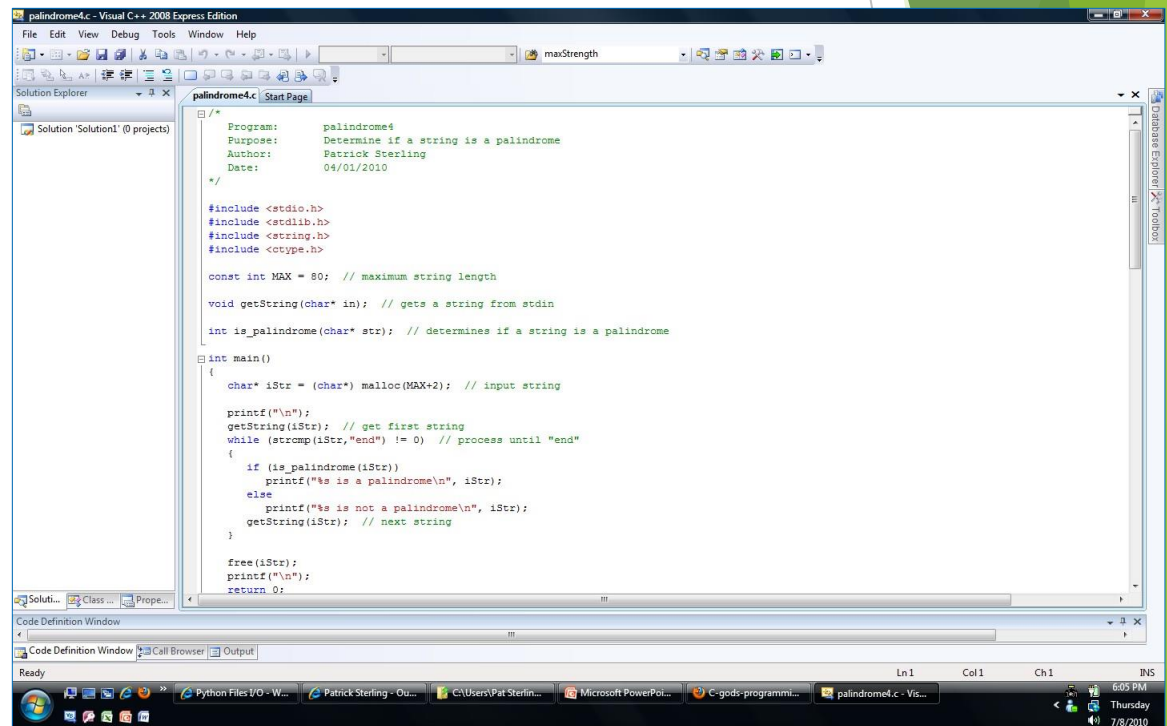 palindrome4.c - Visual C++ 2008 Express Edition
File Edit View Debug Tools Window Help
maxStrength
Solution Explorer
Solution 'Solution1' (0 projects)
palindrome4.c Start Page
/*
Program: palindrome4
Purpose: Determine if a string is a palindrome
Author: Patrick Sterling
Date: 04/01/2010
*/
#include <stdio.h>
#include <stdlib.h>
#include <string.h>
#include <ctype.h>
const int MAX = 80; // maximum string length
void getString(char* in); // gets a string from stdin
int is_palindrome(char* str); // determines if a string is a palindrome
int main()
{
char* iStr = (char*) malloc(MAX+2); // input string
printf("\n");
getString(iStr); // get first string
while (strcmp(iStr,"end") != 0) // process until "end"
{
if (is_palindrome(iStr))
printf("%s is a palindrome\n", iStr);
else
printf("%s is not a palindrome\n", iStr);
getString(iStr); // next string
}
free(iStr);
printf("\n");
return 0;
Database Explorer
Toolbox
Soluti... Class ... Prope...
Code Definition Window
Code Definition Window Call Browser Output
Ready Ln 1 Col 1 Ch 1 INS
Python Files I/O - W... Patrick Sterling - Ou... C:\Users\Pat Sterlin... Microsoft PowerPoi... C-gods-programmi... palindrome4.c - Vis...
6:05 PM
Thursday
7/8/2010